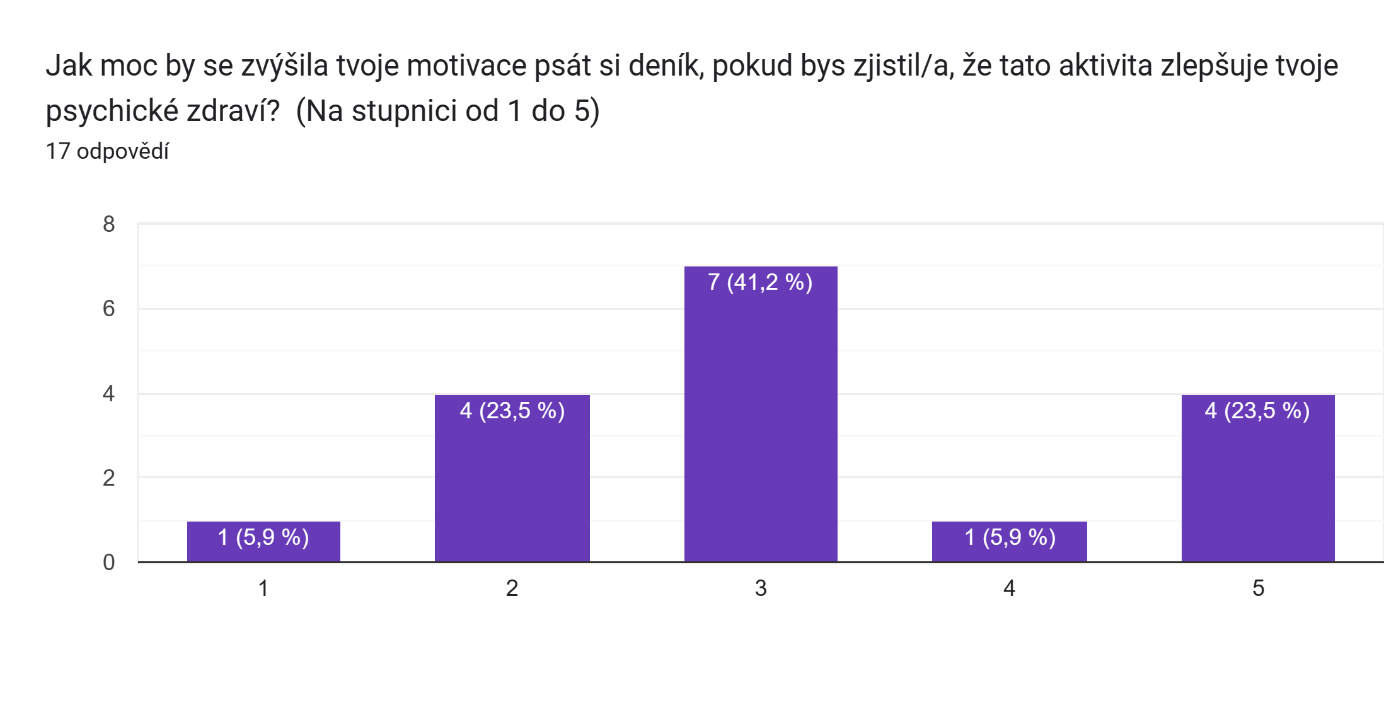 Jak moc by se zvýšila tvoje motivace psát si deník, pokud bys zjistil/a, že tato aktivita zlepšuje tvoje
psychické zdraví?  (Na stupnici od 1 do 5)
17 odpovědí
8
7 (41,2 %)
6
4
4 (23,5 %)
4 (23,5 %)
2
1 (5,9 %)
1 (5,9 %)
0
1
2
3
4
5